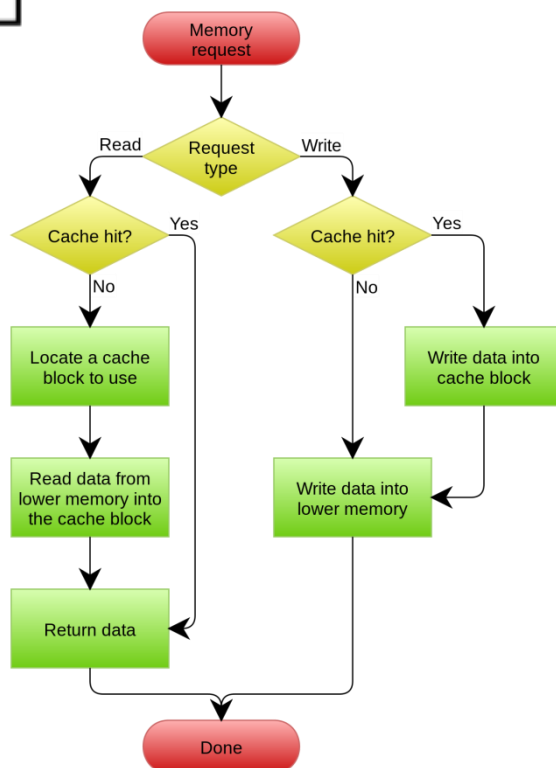 Memory
request
Request
type
Read
Write
Cache hit?
Yes
No
Cache hit?
Yes
No
Locate a cache
block to use
Write data into
cache block
Read data from
lower memory into
the cache block
Write data into
lower memory
Return data
Done